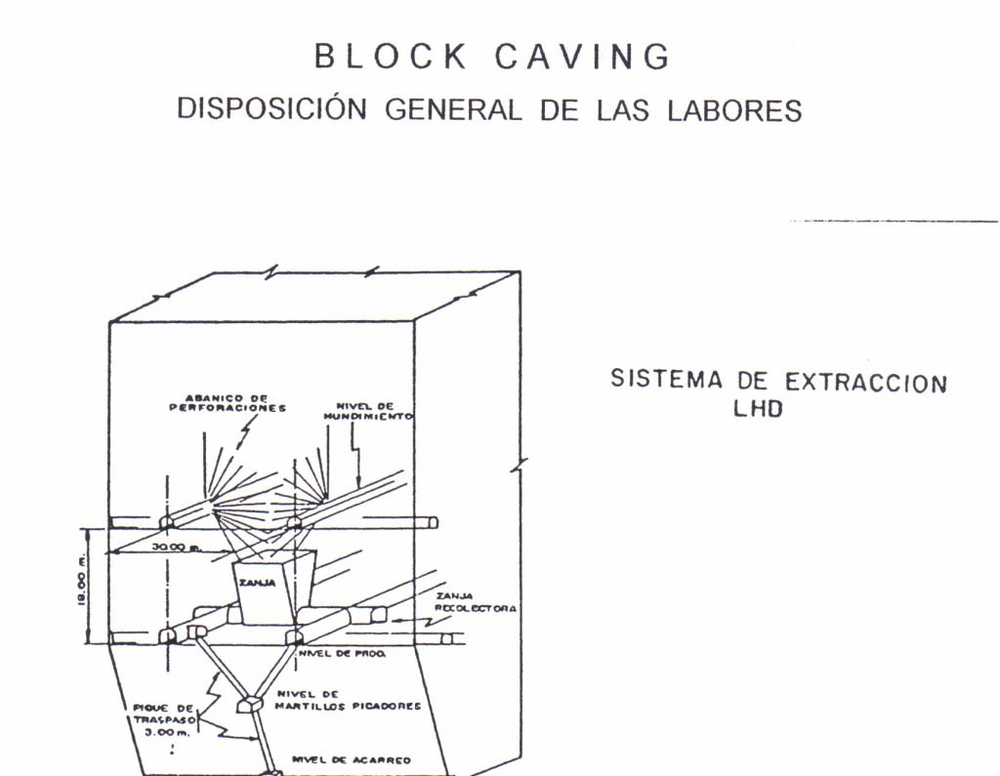 BLOCK CAVING
DISPOSICIÓN GENERAL DE LAS LABORES
SISTEMA DE EXTRACCION
LHD
ABANICO DE
PERFORACIONES
NIVEL DE
HUNDIMIENTO
30.00 m.
18.00 m.
ZANJA
ZANJA
RECOLECTORA
NIVEL DE PROD.
NIVEL DE
MARTILLOS PICADORES
PIQUE DE
TRASPASO
3.00 m.
NIVEL DE ACARREO